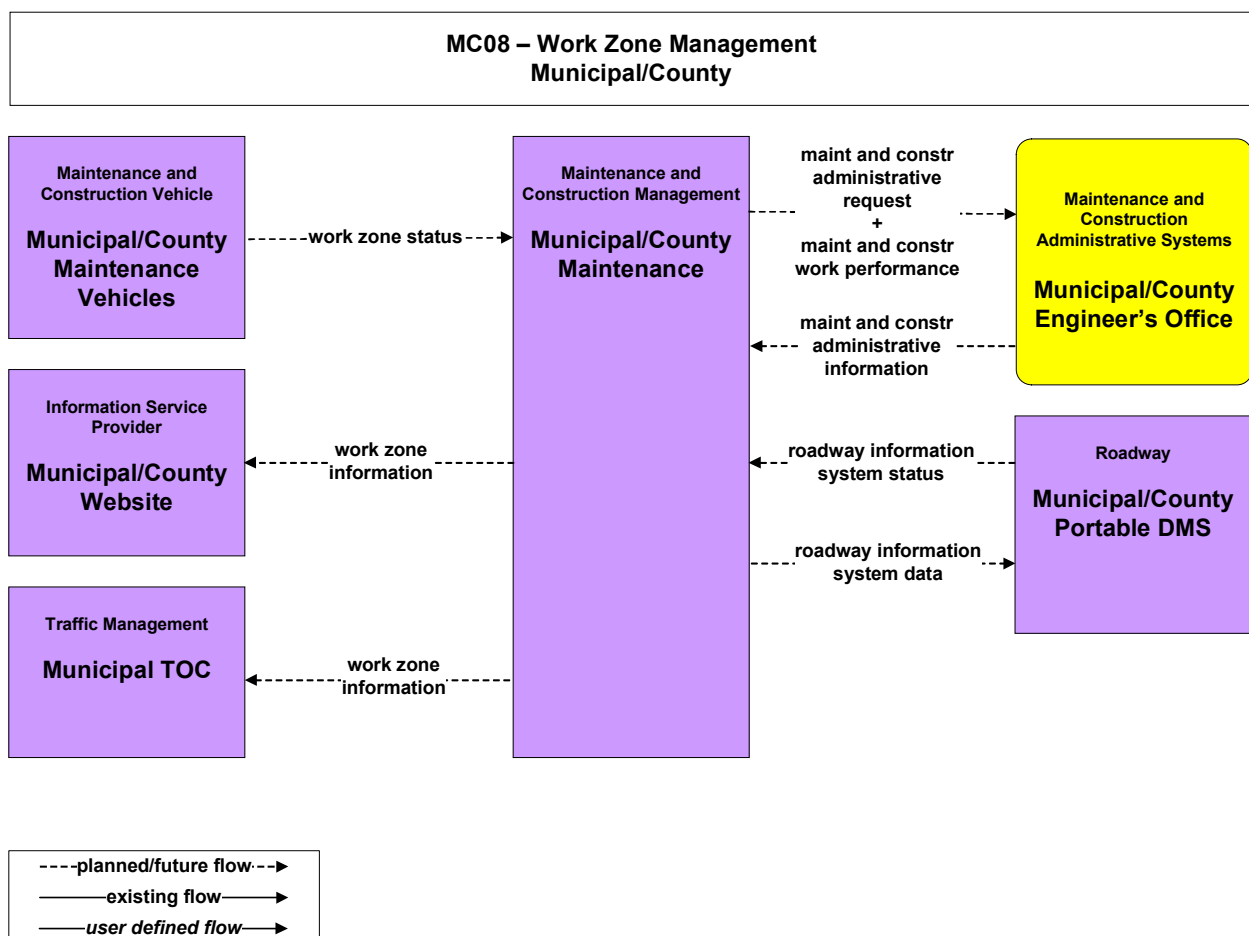 MC08 – Work Zone Management
Municipal/County
Maintenance and
Construction Vehicle
Municipal/County
Maintenance
Vehicles
work zone status
Maintenance and
Construction Management
Municipal/County
Maintenance
maint and constr
administrative
request
+
maint and constr
work performance
Maintenance and
Construction
Administrative Systems
Municipal/County
Engineer’s Office
maint and constr
administrative
information
Information Service
Provider
Municipal/County
Website
work zone
information
roadway information
system status
Roadway
Municipal/County
Portable DMS
roadway information
system data
Traffic Management
Municipal TOC
work zone
information
planned/future flow
existing flow
user defined flow